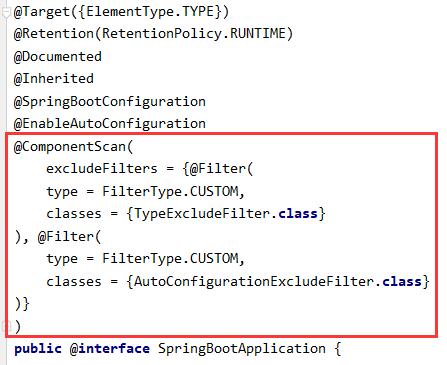 @Target({ElementType.TYPE})
@Retention(RetentionPolicy.RUNTIME)
@Documented
@Inherited
@SpringBootConfiguration
@EnableAutoConfiguration
@ComponentScan(
    excludeFilters = {@Filter(
    type = FilterType.CUSTOM,
    classes = {TypeExcludeFilter.class}
), @Filter(
    type = FilterType.CUSTOM,
    classes = {AutoConfigurationExcludeFilter.class}
)}
)
public @interface SpringBootApplication {